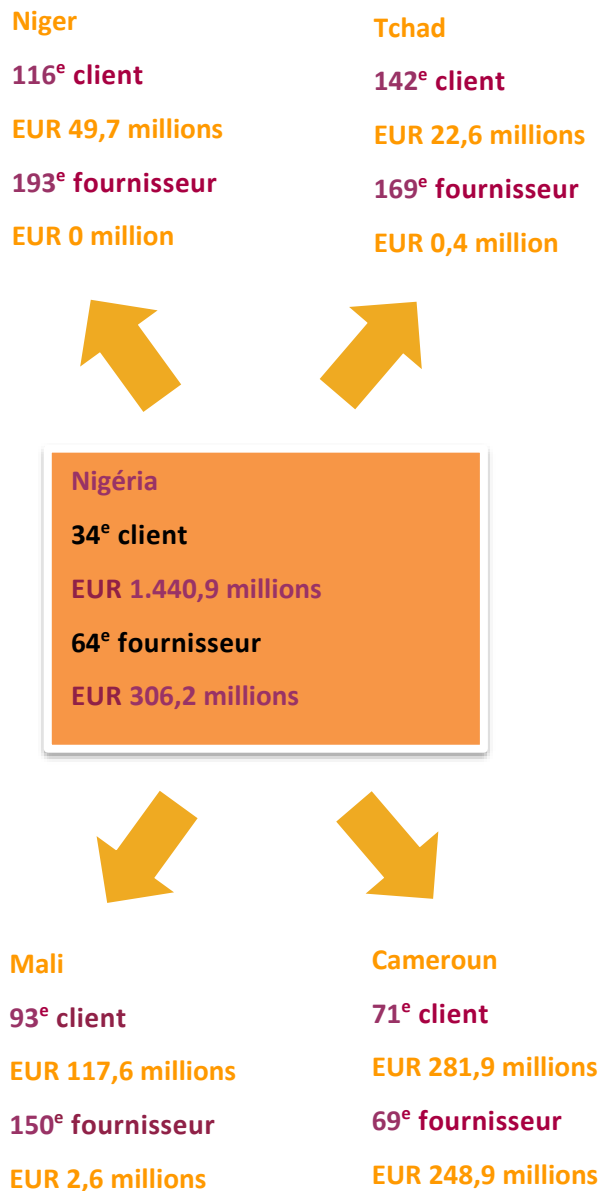 Niger
116e client
EUR 49,7 millions
193e fournisseur
EUR 0 million
Tchad
142e client
EUR 22,6 millions
169e fournisseur
EUR 0,4 million
Nigéria
34e client
EUR 1.440,9 millions
64e fournisseur
EUR 306,2 millions
Mali
93e client
EUR 117,6 millions
150e fournisseur
EUR 2,6 millions
Cameroun
71e client
EUR 281,9 millions
69e fournisseur
EUR 248,9 millions